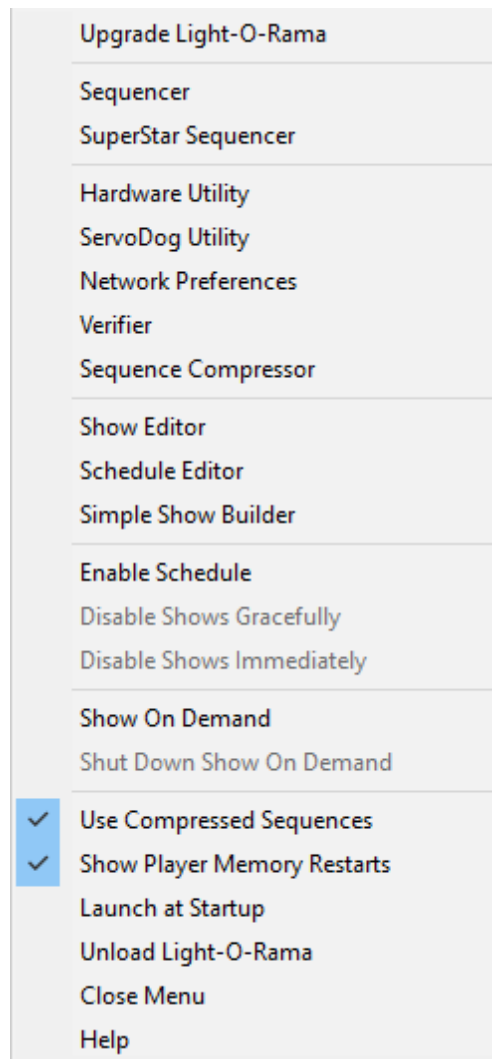 Upgrade Light-O-Rama
Sequencer
SuperStar Sequencer
Hardware Utility
ServoDog Utility
Network Preferences
Verifier
Sequence Compressor
Show Editor
Schedule Editor
Simple Show Builder
Enable Schedule
Disable Shows Gracefully
Disable Shows Immediately
Show On Demand
Shut Down Show On Demand
Use Compressed Sequences
Show Player Memory Restarts
Launch at Startup
Unload Light-O-Rama
Close Menu
Help